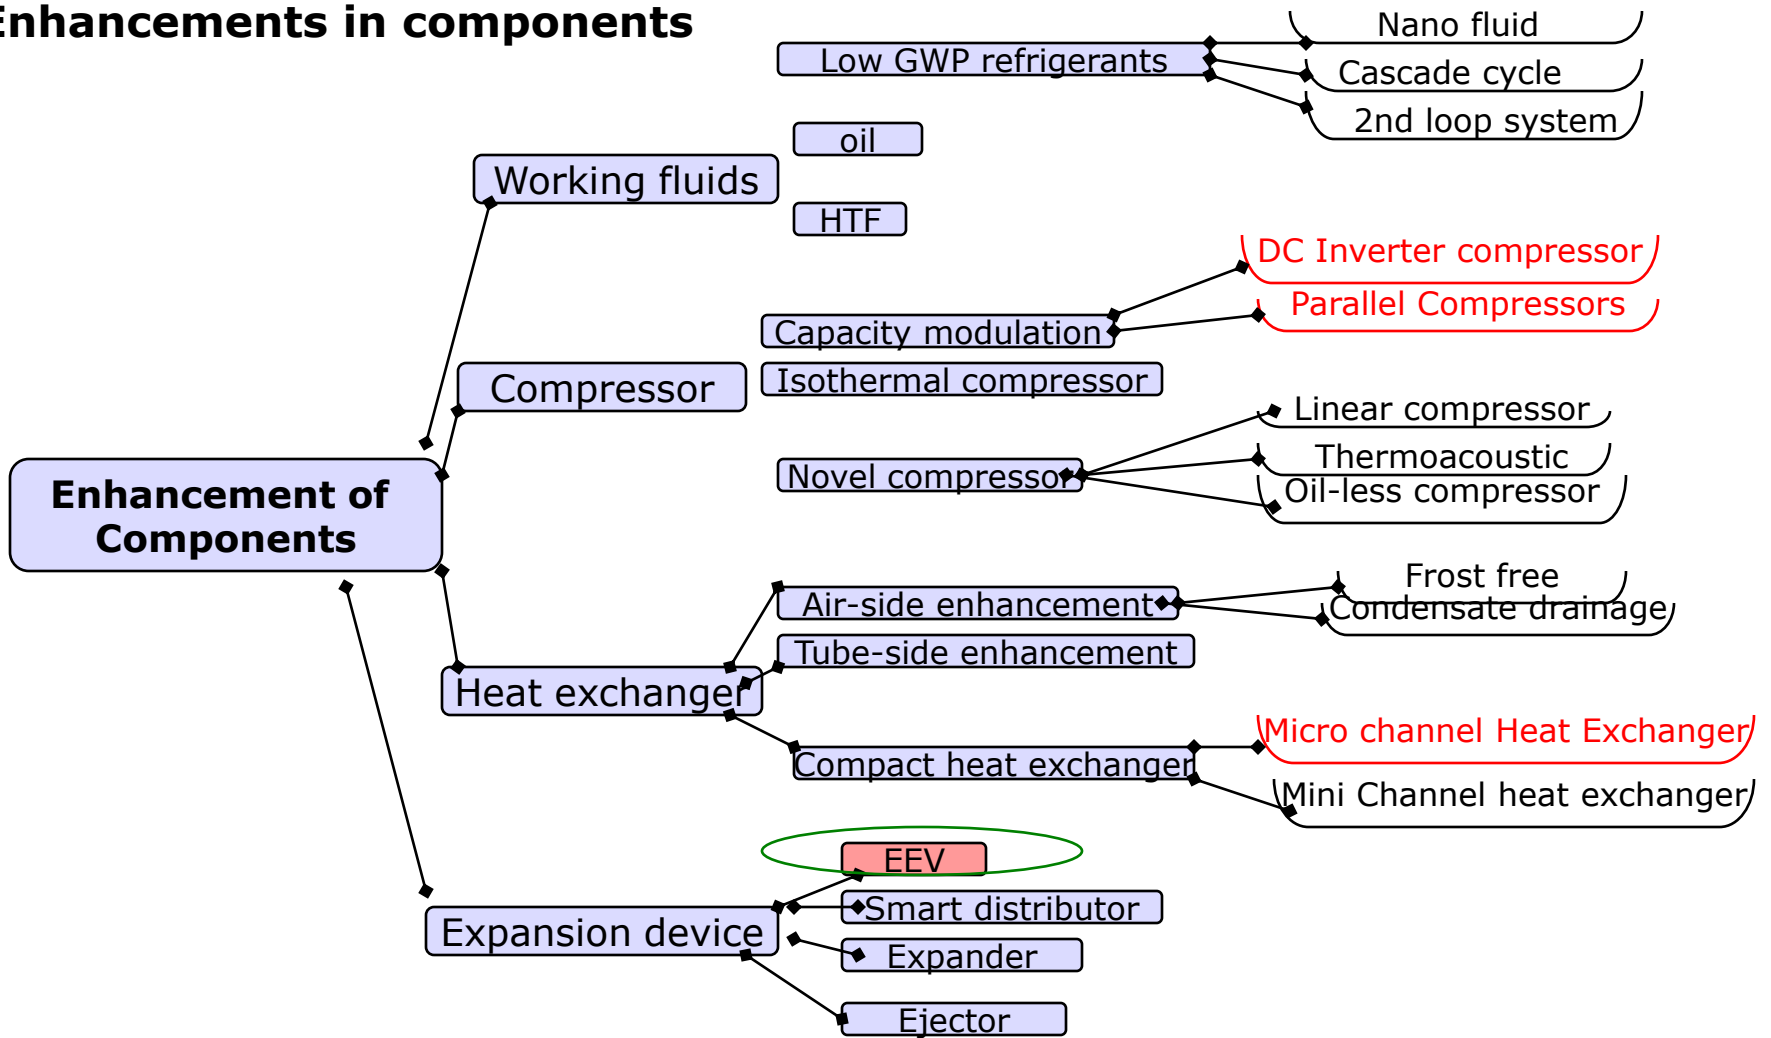 Enhancements in components
Nano fluid
Low GWP refrigerants
Cascade cycle
2nd loop system
oil
Working fluids
HTF
DC Inverter compressor
Parallel Compressors
Capacity modulation
Isothermal compressor
Compressor
Linear compressor
Thermoacoustic
Novel compressor
Oil-less compressor
Enhancement of
Components
Frost free
Air-side enhancement
Condensate drainage
Tube-side enhancement
Heat exchanger
Micro channel Heat Exchanger
Compact heat exchanger
Mini Channel heat exchanger
EEV
Smart distributor
Expansion device
Expander
Ejector